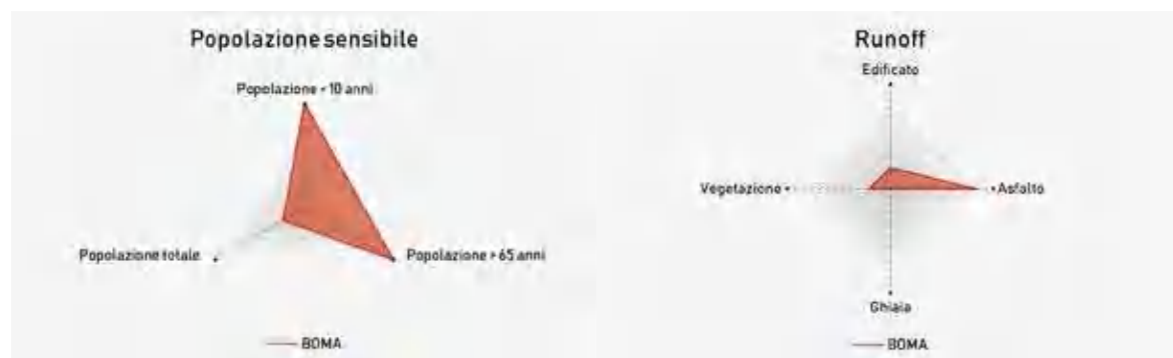 Popolazione sensibile
Popolazione < 10 anni
Popolazione totale
Popolazione > 65 anni
BOMA
Runoff
Edificato
Vegetazione
Asfalto
Ghiaia
BOMA